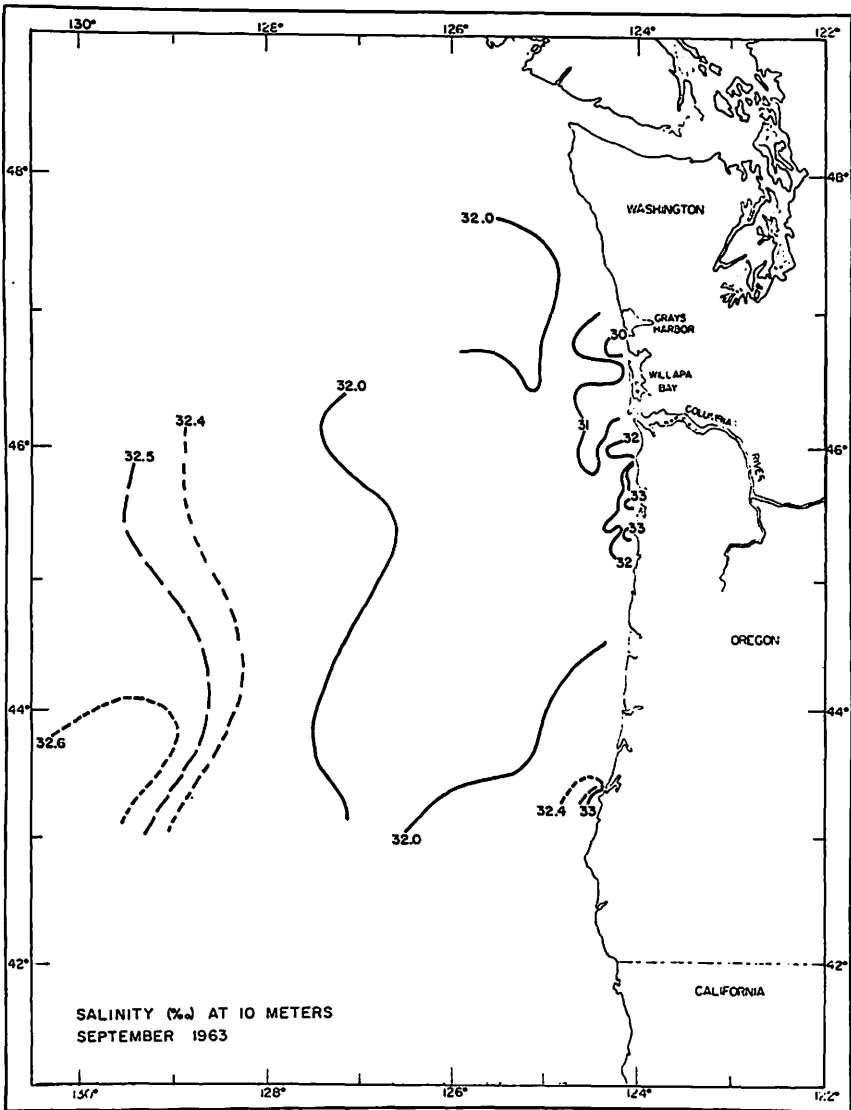 130° 128° 126° 124° 122°
48° 48°
WASHINGTON
32.0
GRAYS
HARBOR
30
WILLAPA
BAY
32.0
COLUMBIA
RIVER
31
32.4
32
46° 46°
32.5
33
33
32
OREGON
44° 44°
32.6
32.4 33
32.0
42° 42°
CALIFORNIA
SALINITY (‰) AT 10 METERS
SEPTEMBER 1963
130° 128° 126° 124° 122°